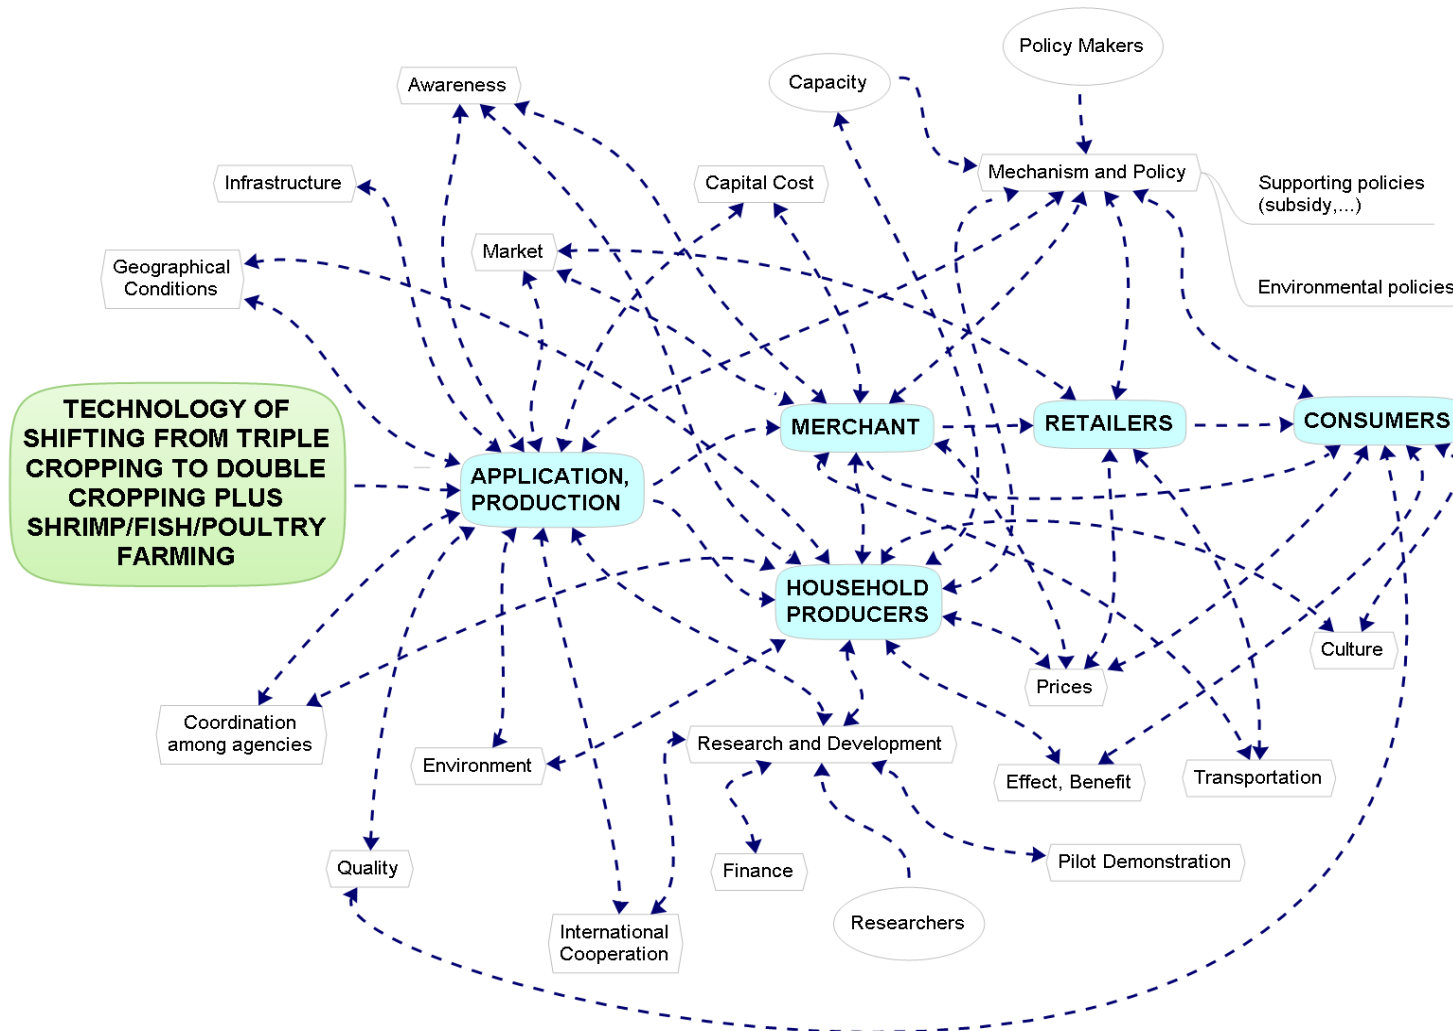 Policy Makers
Capacity
Awareness
Mechanism and Policy
Infrastructure
Capital Cost
Supporting policies
(subsidy,...)
Market
Geographical
Conditions
Environmental policies
TECHNOLOGY OF
SHIFTING FROM TRIPLE
CROPPING TO DOUBLE
CROPPING PLUS
SHRIMP/FISH/POULTRY
FARMING
APPLICATION,
PRODUCTION
MERCHANT
RETAILERS
CONSUMERS
HOUSEHOLD
PRODUCERS
Culture
Prices
Coordination
among agencies
Environment
Research and Development
Effect, Benefit
Transportation
Quality
Finance
Pilot Demonstration
International
Cooperation
Researchers